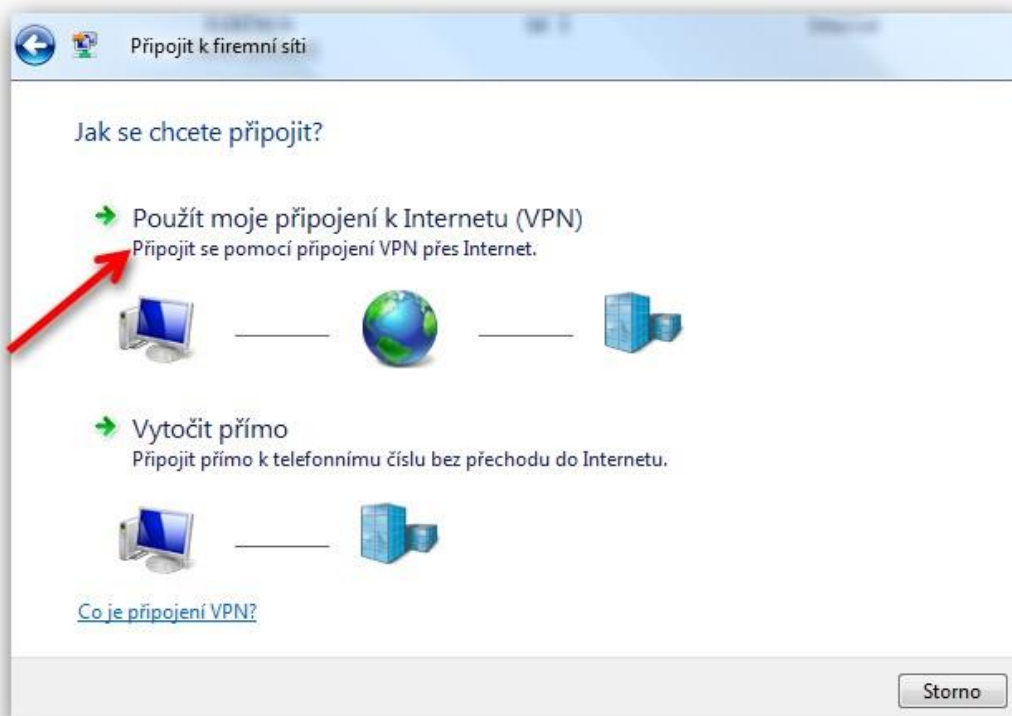 Připojit k firemní síti
Jak se chcete připojit?
Použít moje připojení k Internetu (VPN)
Připojit se pomocí připojení VPN přes Internet.
Vytočit přímo
Připojit přímo k telefonnímu číslu bez přechodu do Internetu.
Co je připojení VPN?
Storno